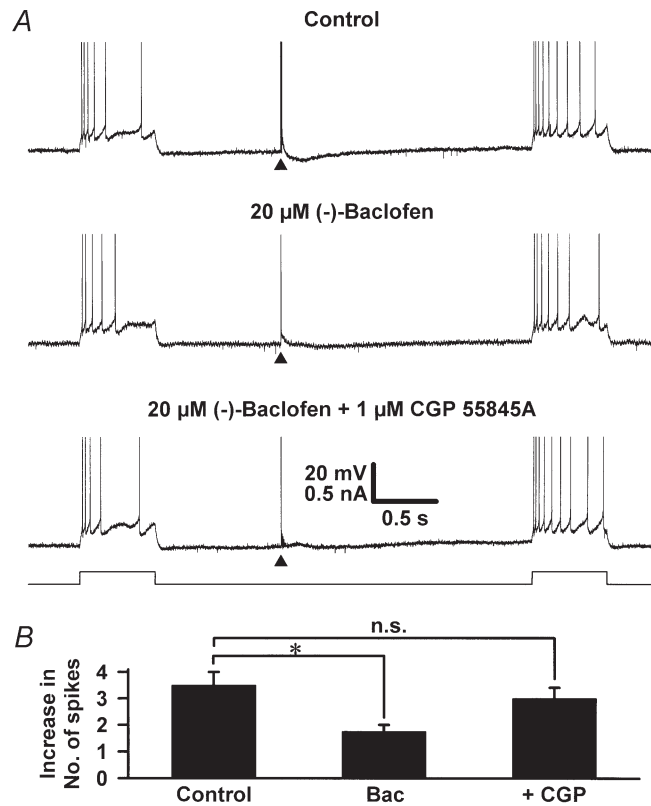 A
Control
20 µM (-)-Baclofen
20 µM (-)-Baclofen + 1 µM CGP 55845A
20 mV
0.5 nA
0.5 s
B
n.s.
*
Increase in
No. of spikes
4
3
2
1
0
Control
Bac
+ CGP